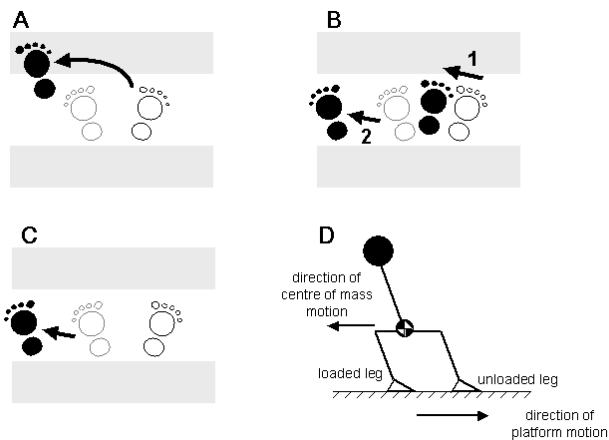 A
B
1
2
C
D
direction of
centre of mass
motion
loaded leg
unloaded leg
direction of
platform motion